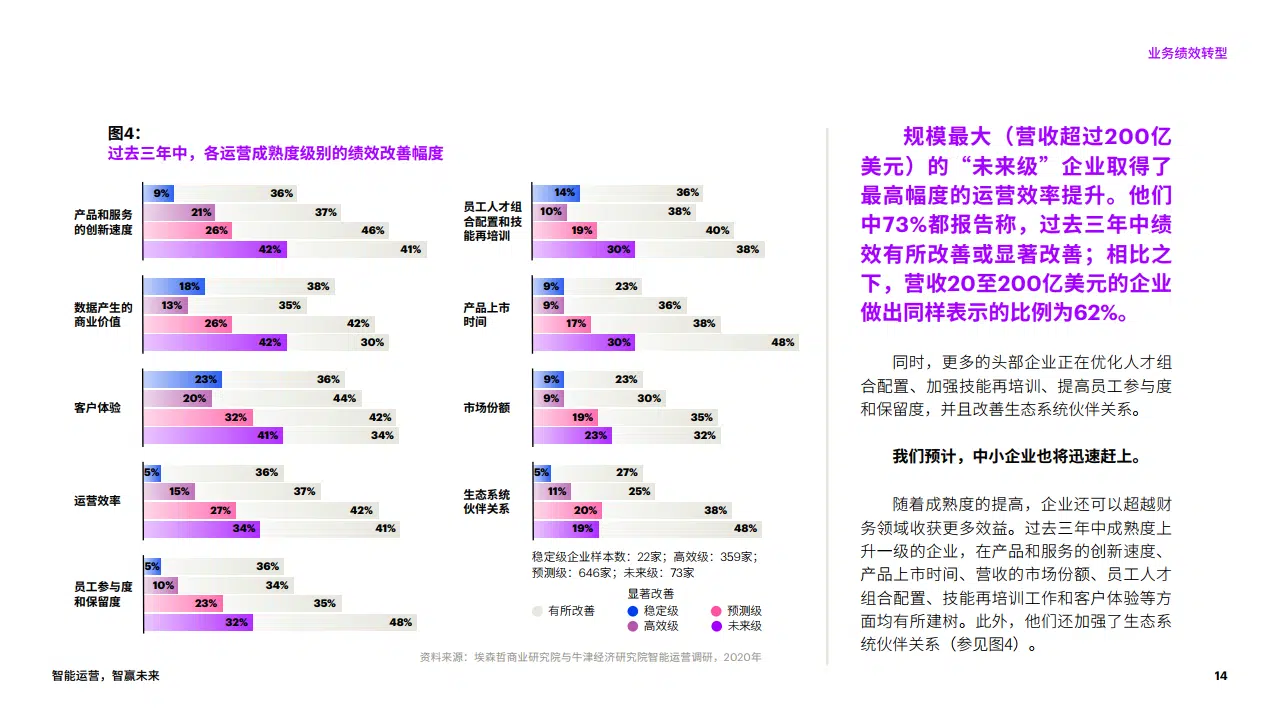 业务绩效转型
图4：
过去三年中，各运营成熟度级别的绩效改善幅度
产品和服务
的创新速度
9% 36%
21% 37%
26% 46%
42% 41%
数据产生的
商业价值
18% 38%
13% 35%
26% 42%
42% 30%
客户体验
23% 36%
20% 44%
32% 42%
41% 34%
运营效率
5% 36%
15% 37%
27% 42%
34% 41%
员工参与度
和保留度
5% 36%
10% 34%
23% 35%
32% 48%
员工人才组
合配置和技
能再培训
14% 36%
10% 38%
19% 40%
30% 38%
产品上市
时间
9% 23%
9% 36%
17% 38%
30% 48%
市场份额
9% 23%
9% 30%
19% 35%
23% 32%
生态系统
伙伴关系
5% 27%
11% 25%
20% 38%
19% 48%
稳定级企业样本数：22家；高效级：359家；
预测级：646家；未来级：73家
显著改善
有所改善 稳定级 预测级
高效级 未来级
资料来源：埃森哲商业研究院与牛津经济研究院智能运营调研，2020年
规模最大（营收超过200亿
美元）的“未来级”企业取得了
最高幅度的运营效率提升。他们
中73%都报告称，过去三年中绩
效有所改善或显著改善；相比之
下，营收20至200亿美元的企业
做出同样表示的比例为62%。
同时，更多的头部企业正在优化人才组
合配置、加强技能再培训、提高员工参与度
和保留度，并且改善生态系统伙伴关系。
我们预计，中小企业也将迅速赶上。
随着成熟度的提高，企业还可以超越财
务领域收获更多效益。过去三年中成熟度上
升一级的企业，在产品和服务的创新速度、
产品上市时间、营收的市场份额、员工人才
组合配置、技能再培训工作和客户体验等方
面均有所建树。此外，他们还加强了生态系
统伙伴关系（参见图4）。
智能运营，智赢未来
14